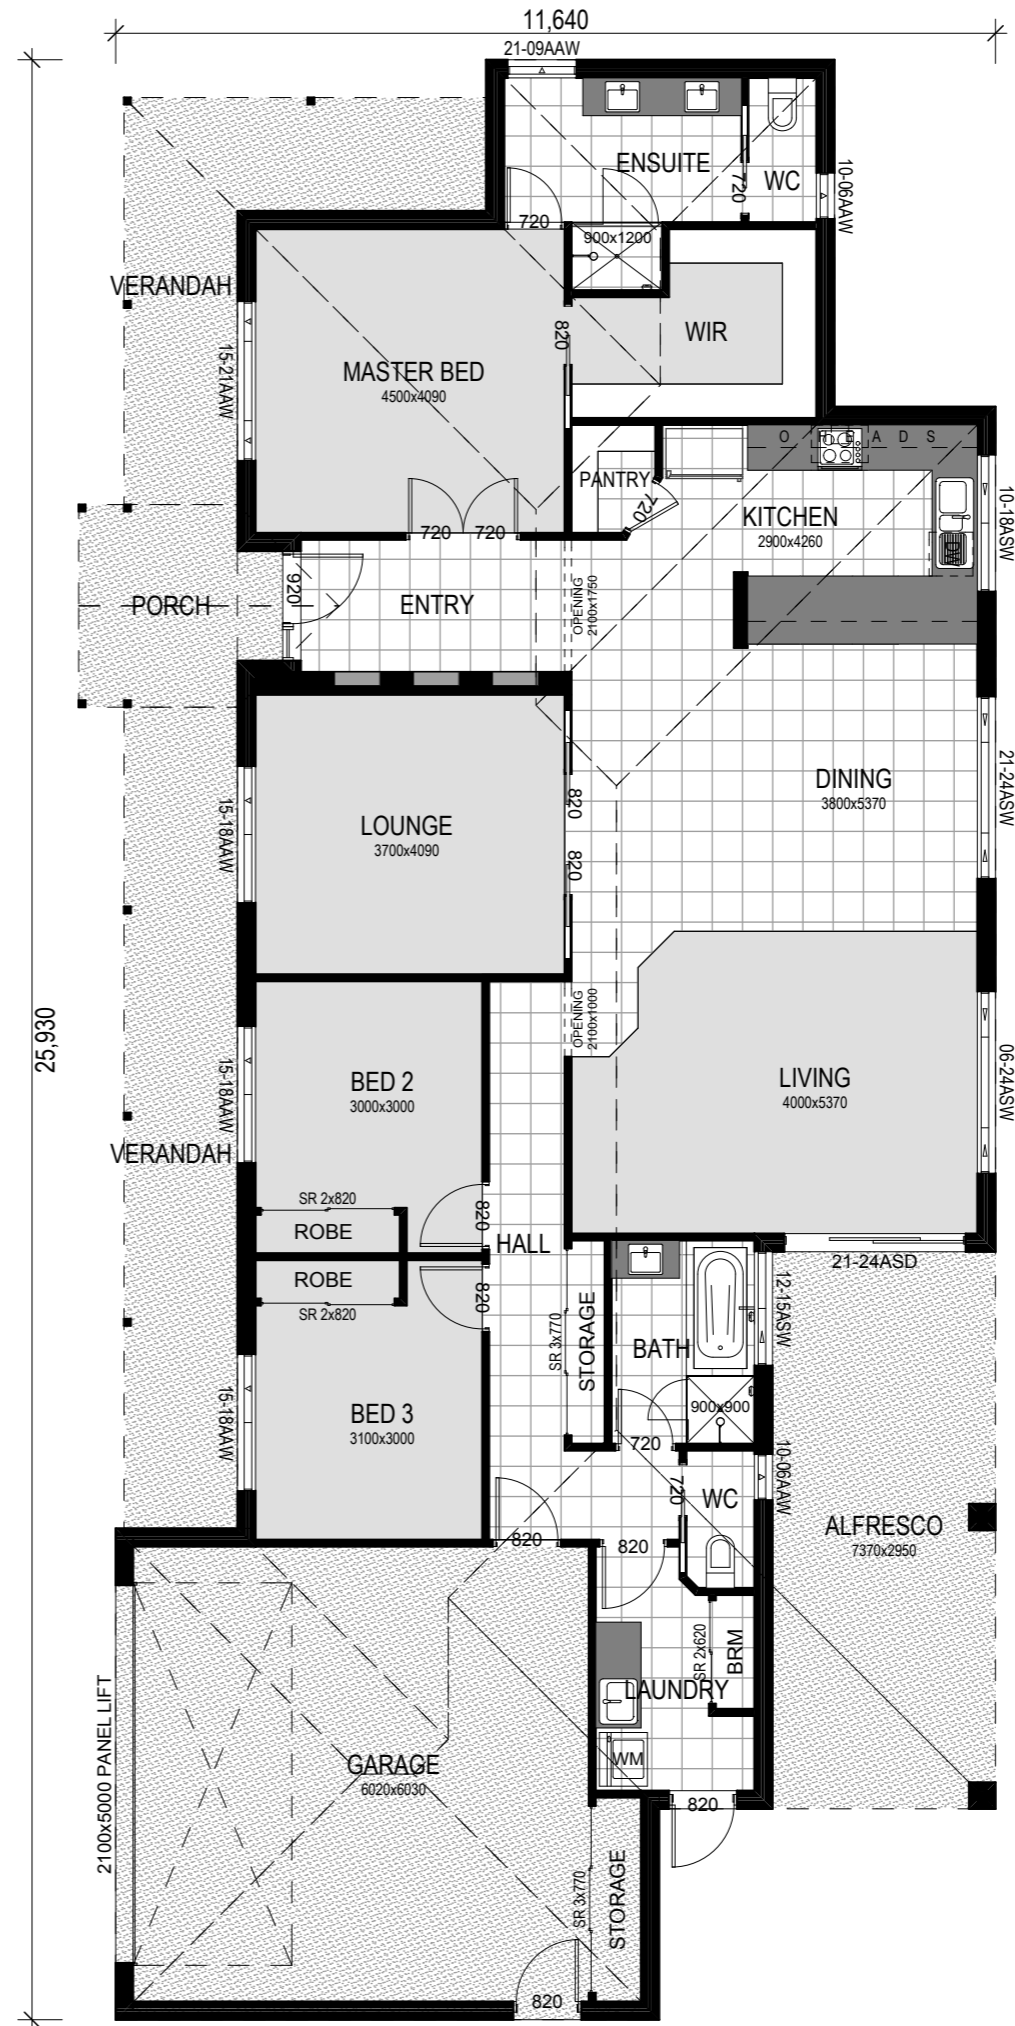 11,640
21-09AAW
ENSUITE
720
WC
10-06AAW
720
900x1200
VERANDAH
WIR
820
MASTER BED
4500x4090
15-21AAW
O H E A D S
PANTRY
720
KITCHEN
2900x4260
DW
10-18ASW
720
720
920
PORCH
ENTRY
OPENING
2100x1750
DINING
3800x5370
21-24ASW
820
820
LOUNGE
3700x4090
15-18AAW
25,930
OPENING
2100x1000
BED 2
3000x3000
15-18AAW
LIVING
4000x5370
06-24ASW
VERANDAH
SR 2x820
ROBE
820
HALL
ROBE
SR 2x820
820
21-24ASD
12-15ASW
SR 3x770
STORAGE
BATH
900x900
15-18AAW
BED 3
3100x3000
720
720
WC
10-06AAW
820
820
ALFRESCO
7370x2950
SR 2x620
BRM
LAUNDRY
WM
2100x5000 PANEL LIFT
GARAGE
6020x6030
820
SR 3x770
STORAGE
820